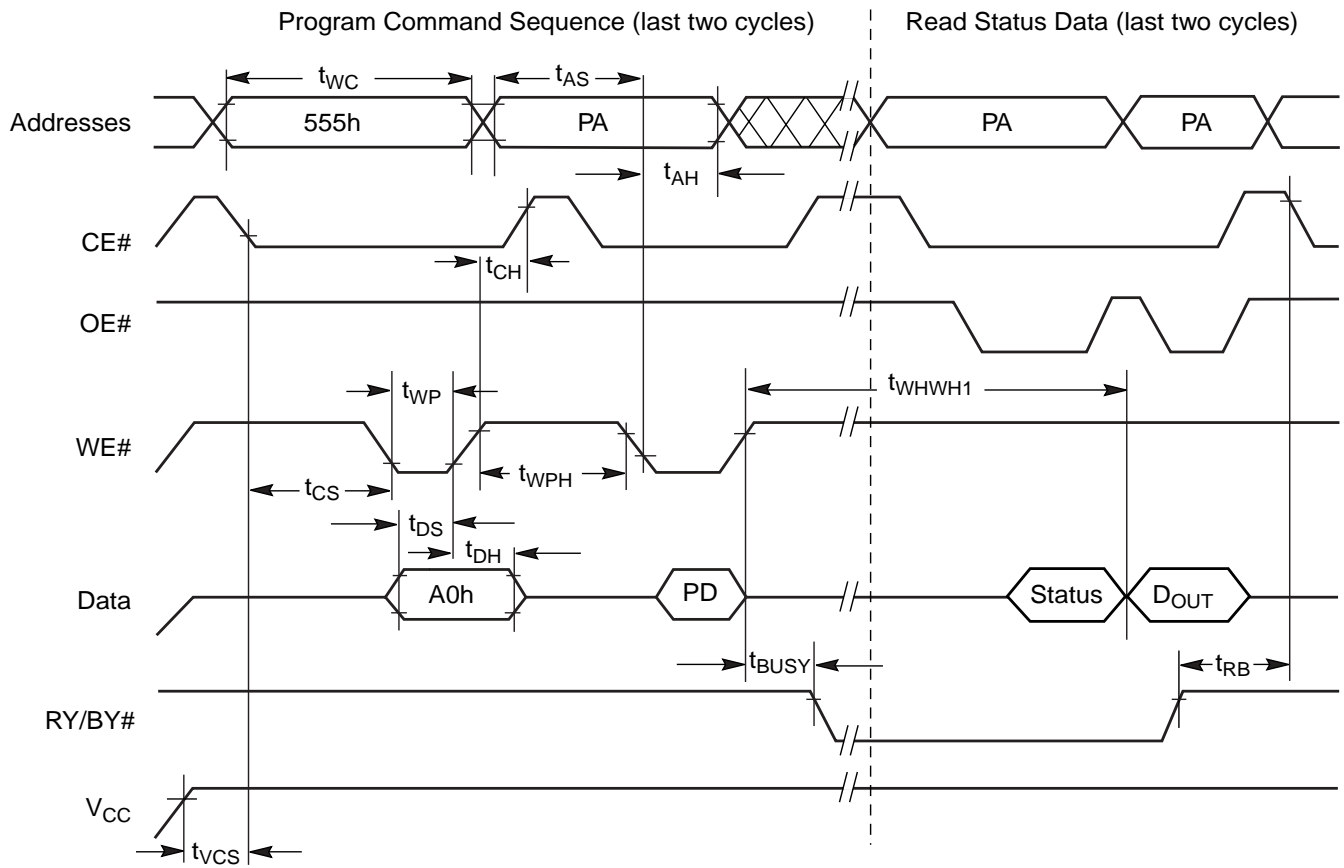 Program Command Sequence (last two cycles)
Read Status Data (last two cycles)
tWC
tAS
Addresses
555h
PA
PA
PA
tAH
CE#
tCH
OE#
tWP
tWHWH1
WE#
tCS
tWPH
tDS
tDH
Data
A0h
PD
Status
DOUT
tBUSY
tRB
RY/BY#
VCC
tVCS